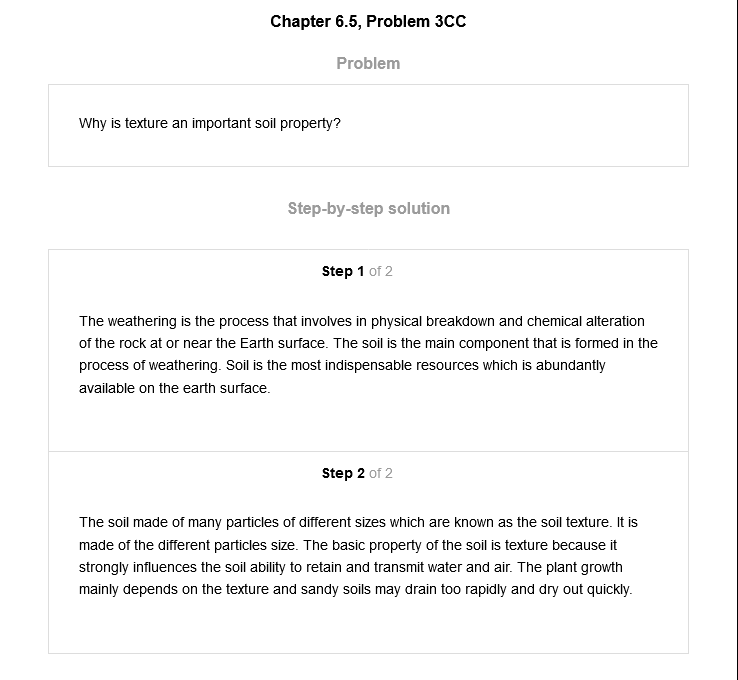 Chapter 6.5, Problem 3CC
Problem
Why is texture an important soil property?
Step-by-step solution
Step 1 of 2
The weathering is the process that involves in physical breakdown and chemical alteration
of the rock at or near the Earth surface. The soil is the main component that is formed in the
process of weathering. Soil is the most indispensable resources which is abundantly
available on the earth surface.
Step 2 of 2
The soil made of many particles of different sizes which are known as the soil texture. It is
made of the different particles size. The basic property of the soil is texture because it
strongly influences the soil ability to retain and transmit water and air. The plant growth
mainly depends on the texture and sandy soils may drain too rapidly and dry out quickly.